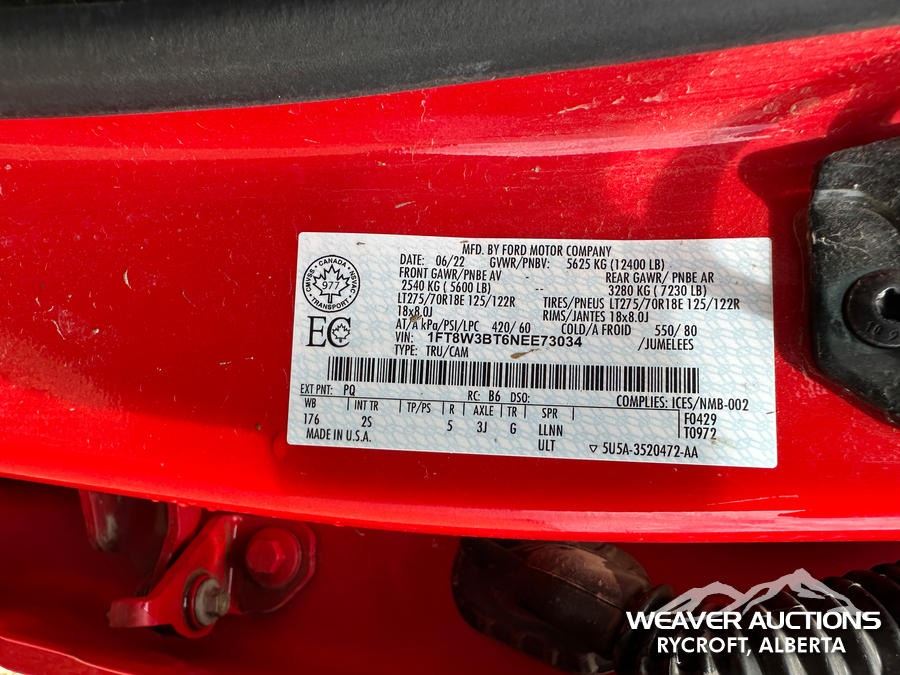 MFD. BY FORD MOTOR COMPANY
DATE: 06/22 GVWR/PNBV: 5625 KG (12400 LB)
FRONT GAWR/PNBE AV - REAR GAWR/ PNBE AR
2540 KG ( 5600 LB) -- 3280 KG ( 7230 LB)
LT275/70R18E 125/122R TIRES/PNEUS LT275/70R18E 125/122R
18x8.0J RIMS/JANTES 18x8.0J
AT/A kPa/PSI/LPC 420/ 60 COLD/A FROID 550/ 80
VIN: 1FT8W3BT6NEE73034 /JUMELEES
TYPE: TRU/CAM
CANADA
CMVSS NSVAC
977
TRANSPORT
EC
EXT PNT: PQ RC: B6 DSO: COMPLIES: ICES/NMB-002
WB INT TR TP/PS R AXLE TR SPR F0429
176 2S 5 3J G LLNN T0972
MADE IN U.S.A. ULT ▽ 5U5A-3520472-AA
10 9
WEAVER AUCTIONS
RYCROFT, ALBERTA